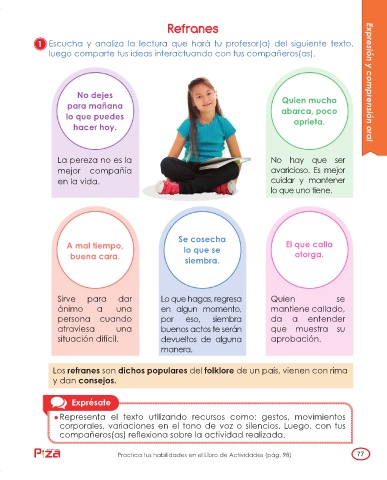 Refranes
1 Escucha y analiza la lectura que hará tu profesor(a) del siguiente texto,
luego comparte tus ideas interactuando con tus compañeros(as).
Expresión y comprensión oral
No dejes
para mañana
lo que puedes
hacer hoy.
La pereza no es la
mejor compañía
en la vida.
Quien mucho
abarca, poco
aprieta.
No hay que ser
avaricioso. Es mejor
cuidar y mantener
lo que uno tiene.
A mal tiempo,
buena cara.
Sirve para dar
ánimo a una
persona cuando
atraviesa una
situación difícil.
Se cosecha
lo que se
siembra.
Lo que hagas, regresa
en algun momento,
por eso, siembra
buenos actos te serán
devueltos de alguna
manera.
El que calla
otorga.
Quien se
mantiene callado,
da a entender
que muestra su
aprobación.
Los refranes son dichos populares del folklore de un país, vienen con rima
y dan consejos.
Exprésate
• Representa el texto utilizando recursos como: gestos, movimientos
corporales, variaciones en el tono de voz o silencios. Luego, con tus
compañeros(as) reflexiona sobre la actividad realizada.
Piza
Practica tus habilidades en el Libro de Actividades (pág. 98)
77